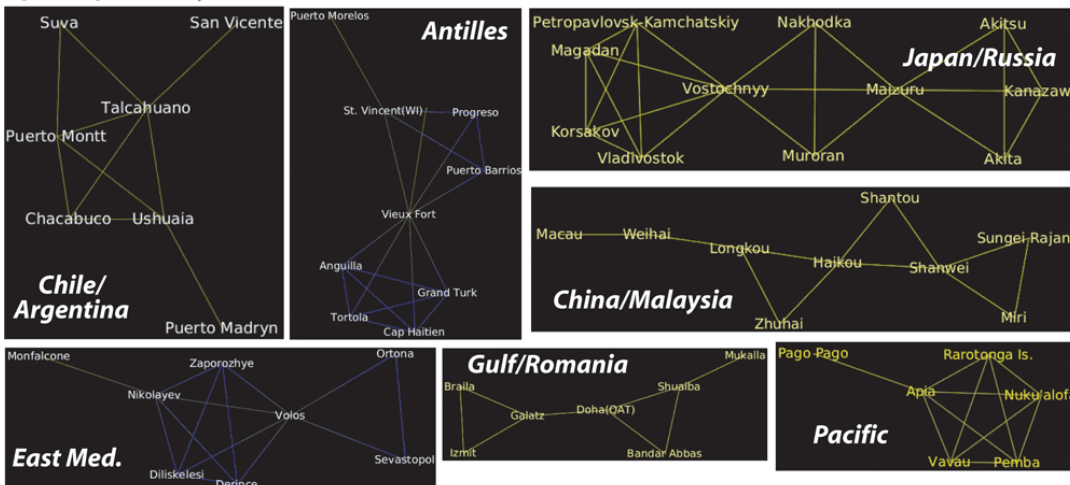 Suva
San Vicente
Talcahuano
Puerto Montt
Chacabuco
Ushuaia
Chile/
Argentina
Puerto Madryn
Puerto Morelos
Antilles
St. Vincent(WI)
Progreso
Puerto Barrios
Vieux Fort
Anguilla
Grand Turk
Tortola
Cap Haitien
Petropavlovsk-Kamchatskiy
Nakhodka
Akitsu
Magadan
Japan/Russia
Vostochnyy
Maizuru
Kanazaw
Korsakov
Vladivostok
Muroran
Akita
Shantou
Macau
Weihai
Longkou
Sungei Rajan
Haikou
Shanwei
China/Malaysia
Zhuhai
Miri
Monfalcone
Zaporozhye
Ortona
Nikolayev
Volos
East Med.
Diliskelesi
Derince
Sevastopol
Gulf/Romania
Mukalla
Braila
Shualba
Galatz
Doha(QAT)
Izmit
Bandar Abbas
Pago Pago
Rarotonga Is.
Apia
Nuku'alofa
Pacific
Vavau
Pemba